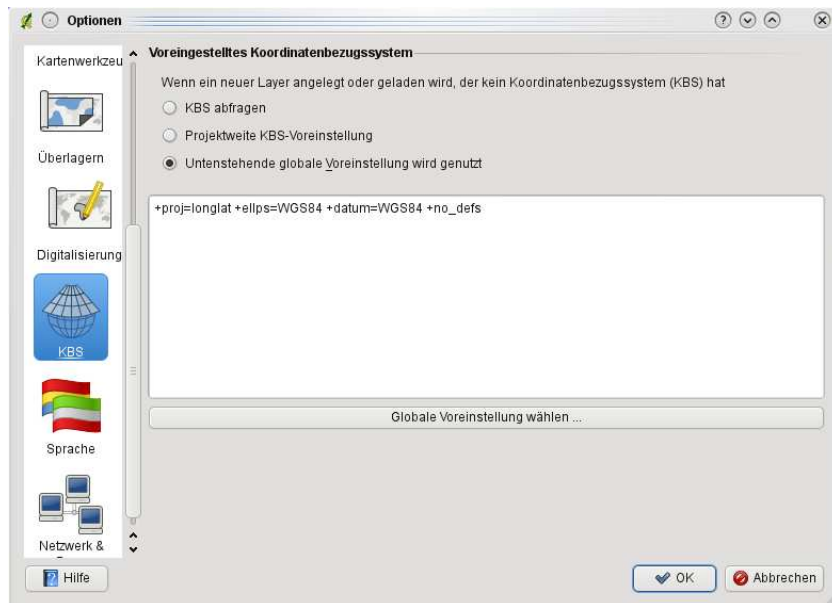 Optionen
Kartenwerkzeu
Überlagern
Digitalisierung
KBS
Sprache
Netzwerk &
Voreingestelltes Koordinatenbezugssystem
Wenn ein neuer Layer angelegt oder geladen wird, der kein Koordinatenbezugssystem (KBS) hat
KBS abfragen
Projektweite KBS-Voreinstellung
Untenstehende globale Voreinstellung wird genutzt
+proj=longlat +ellps=WGS84 +datum=WGS84 +no_defs
Globale Voreinstellung wählen ...
Hilfe
OK
Abbrechen